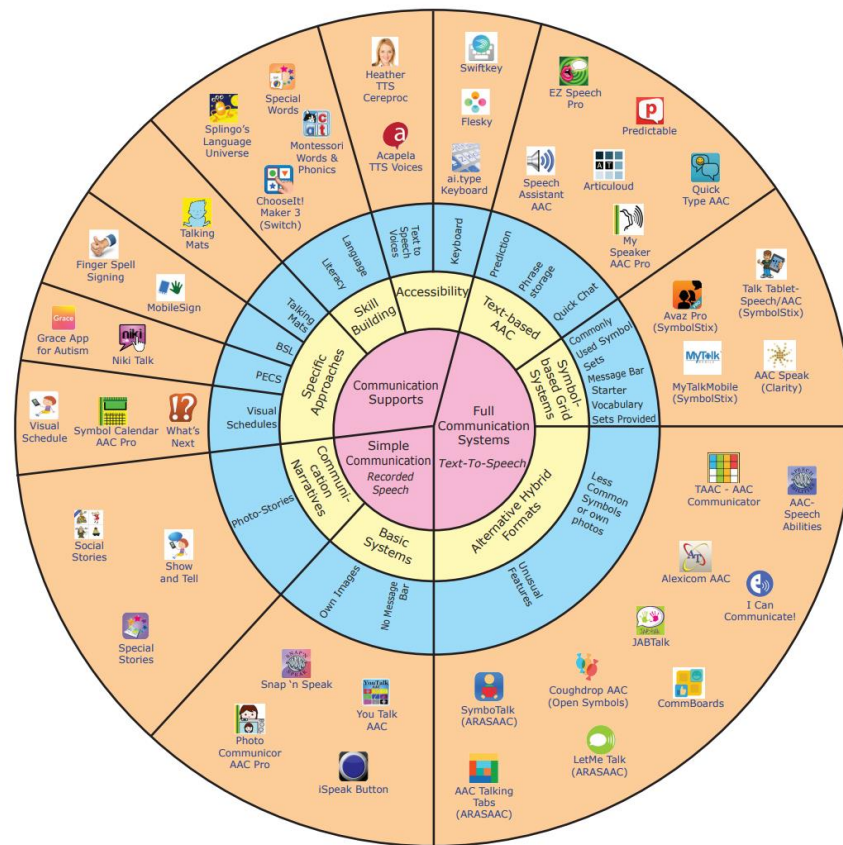 Communication
Supports
Full
Communication
Systems
Text-To-Speech
Simple
Communication
Recorded
Speech
Accessibility
Text-based
AAC
Symbol-
based Grid
Systems
Alternative Hybrid
Formats
Basic
Systems
Communi-
cation
Narratives
Specific
Approaches
Skill
Building
Text to
Speech
Voices
Keyboard
Prediction
Phrase
storage
Quick Chat
Commonly
Used Symbol
Sets
Message Bar
Starter
Vocabulary
Sets Provided
Less
Common
Symbols
or own
photos
Unusual
Features
No Message
Bar
Own Images
Photo-Stories
Visual
Schedules
PECS
BSL
Talking
Mats
Literacy
Language
Heather
TTS
Cereproc
a
Acapela
TTS Voices
Swiftkey
Flesky
ai.type
Keyboard
EZ Speech
Pro
Predictable
Speech
Assistant
AAC
AT
Articuloud
Quick
Type AAC
My
Speaker
AAC Pro
Avaz Pro
(SymbolStix)
Talk Tablet-
Speech/AAC
(SymbolStix)
MyTalk
MyTalkMobile
(SymbolStix)
AAC Speak
(Clarity)
TAAC - AAC
Communicator
AAC-
Speech
Abilities
AT
Alexicom AAC
I Can
Communicate!
JABTalk
CommBoards
Coughdrop AAC
(Open Symbols)
SymboTalk
(ARASAAC)
LetMe Talk
(ARASAAC)
AAC Talking
Tabs
(ARASAAC)
Snap ‘n Speak
YouTalk
You Talk
AAC
Photo
Communicor
AAC Pro
iSpeak Button
Social
Stories
Show
and Tell
Special
Stories
Visual
Schedule
Symbol Calendar
AAC Pro
What's
Next
Grace
Grace App
for Autism
niki
Niki Talk
Finger Spell
Signing
MobileSign
Talking
Mats
Special
Words
Splingo's
Language
Universe
cat
Montessori
Words &
Phonics
ChooseIt!
Maker 3
(Switch)